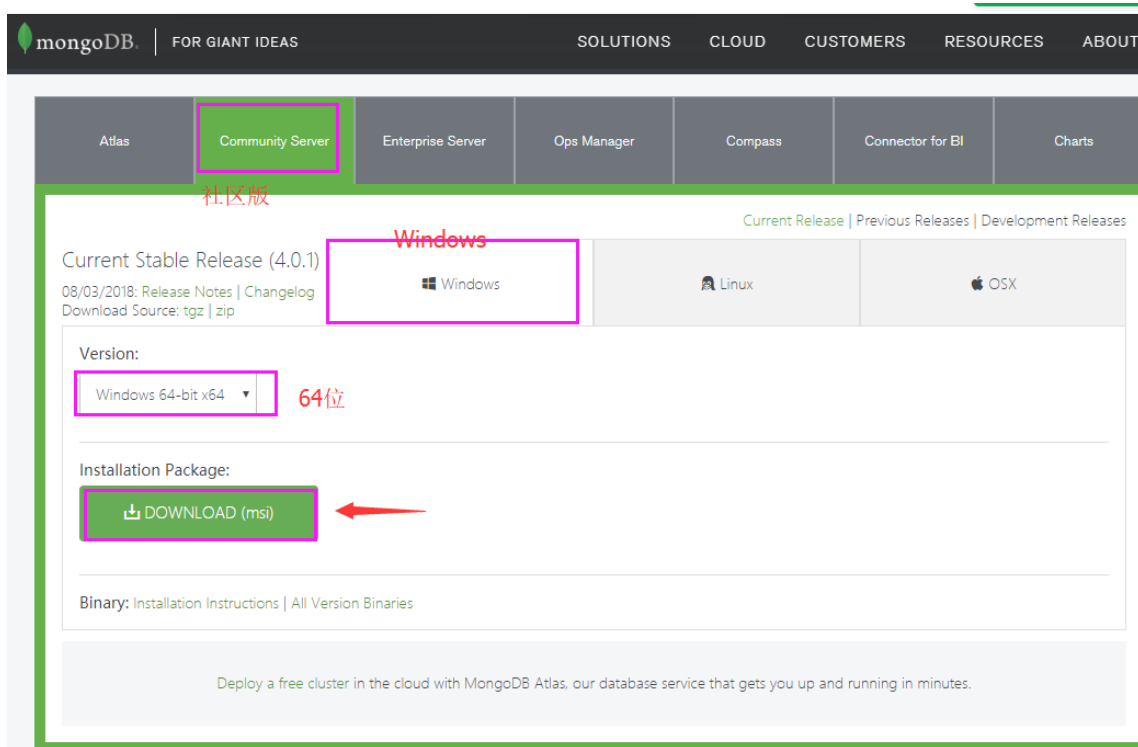 mongoDB. FOR GIANT IDEAS SOLUTIONS CLOUD CUSTOMERS RESOURCES ABOUT
Atlas Community Server Enterprise Server Ops Manager Compass Connector for BI Charts
社区版
Current Release | Previous Releases | Development Releases
Windows
Current Stable Release (4.0.1)
Windows Linux OSX
08/03/2018: Release Notes | Changelog
Download Source: tgz | zip
Version:
Windows 64-bit x64
64位
Installation Package:
DOWNLOAD (msi)
Binary: Installation Instructions | All Version Binaries
Deploy a free cluster in the cloud with MongoDB Atlas, our database service that gets you up and running in minutes.